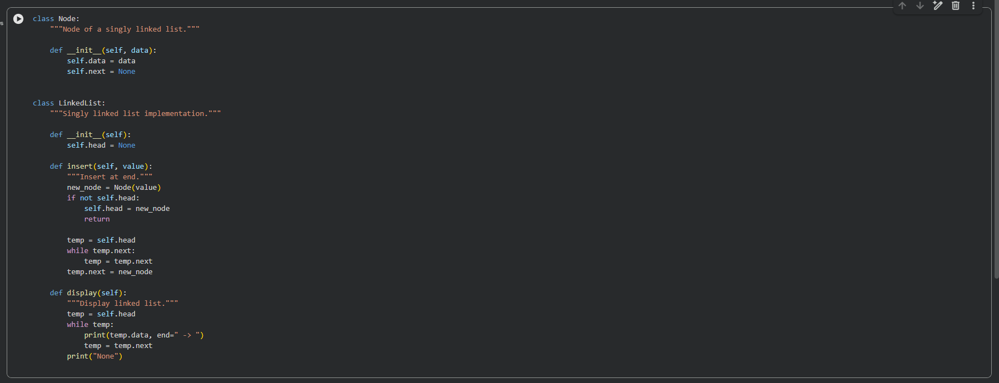 class Node:
    """Node of a singly linked list."""

    def __init__(self, data):
        self.data = data
        self.next = None


class LinkedList:
    """Singly linked list implementation."""

    def __init__(self):
        self.head = None

    def insert(self, value):
        """Insert at end."""
        new_node = Node(value)
        if not self.head:
            self.head = new_node
            return

        temp = self.head
        while temp.next:
            temp = temp.next
        temp.next = new_node

    def display(self):
        """Display linked list."""
        temp = self.head
        while temp:
            print(temp.data, end=" -> ")
            temp = temp.next
        print("None")